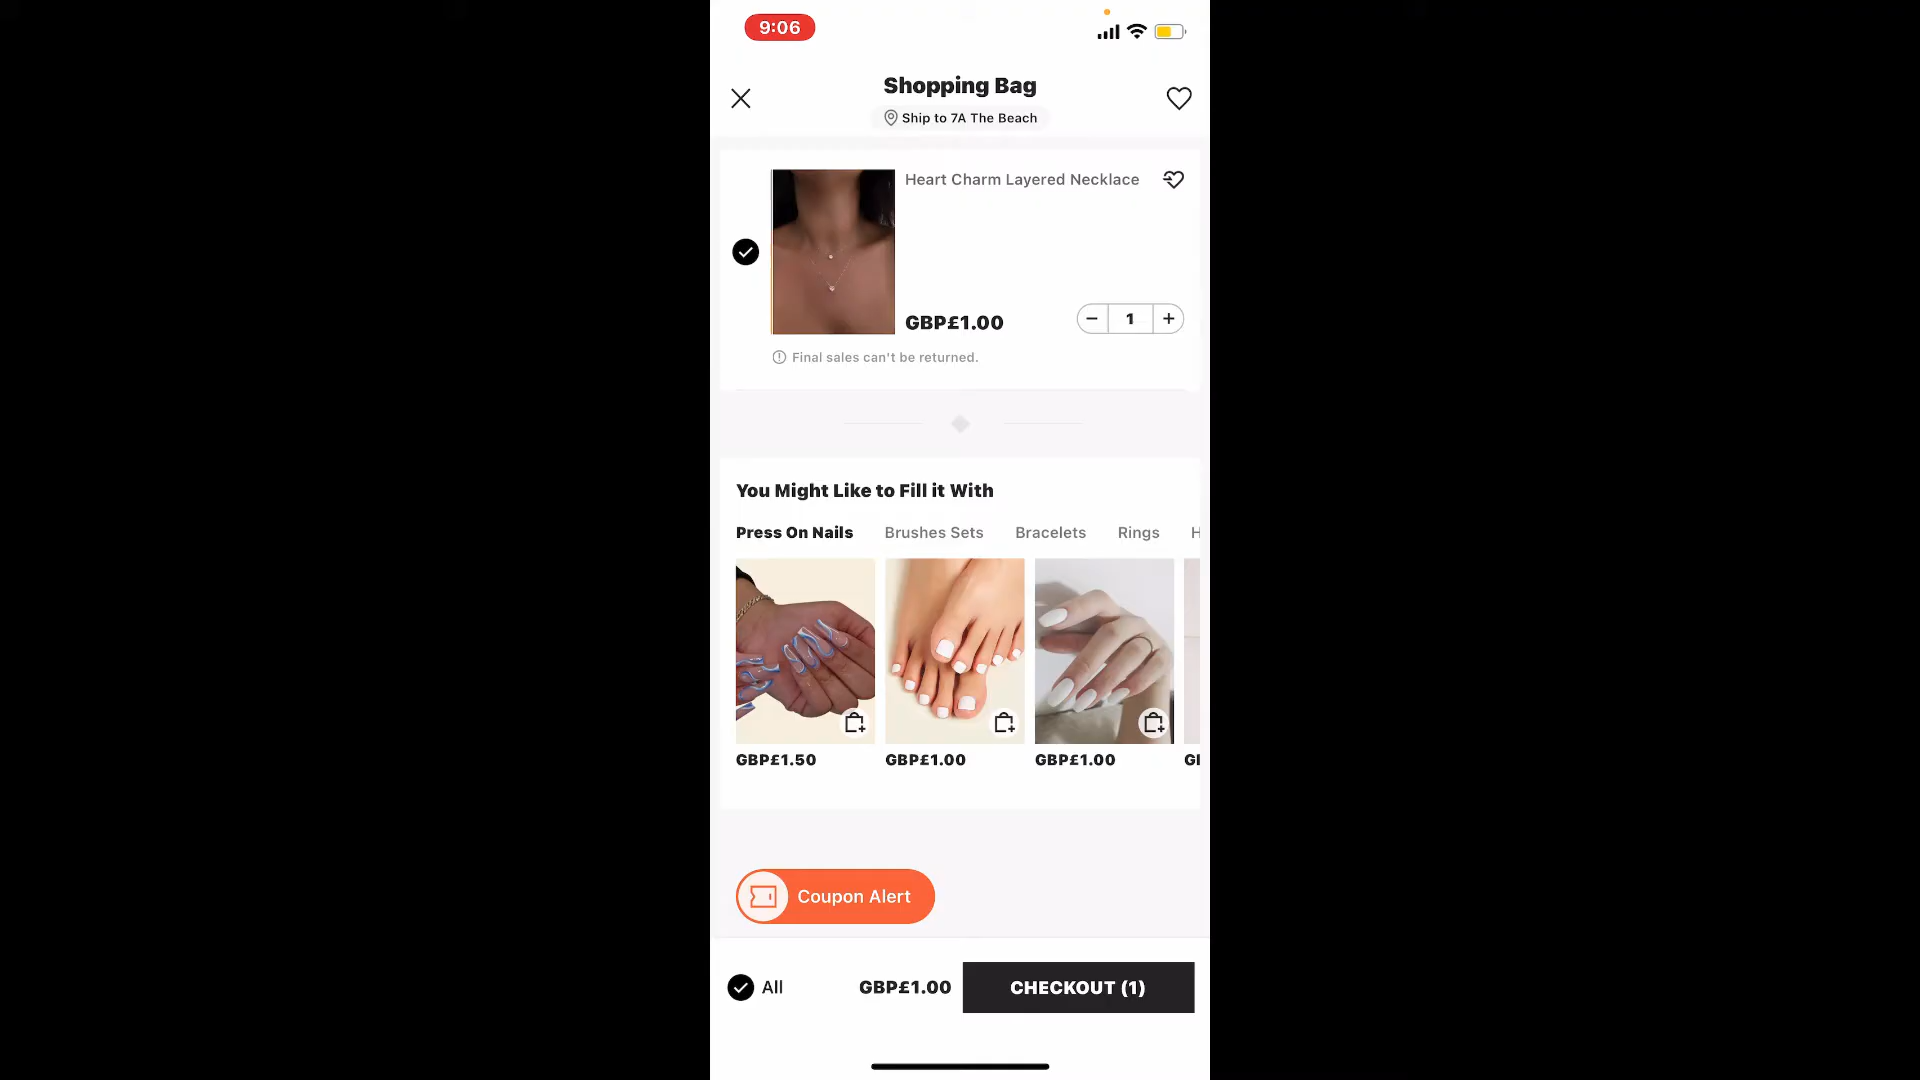 9:06
Shopping Bag
Ship to 7A The Beach
Heart Charm Layered Necklace
GBP£1.00
− 1 +
Final sales can't be returned.
You Might Like to Fill it With
Press On Nails Brushes Sets Bracelets Rings H
GBP£1.50 GBP£1.00 GBP£1.00
Coupon Alert
All GBP£1.00 CHECKOUT (1)